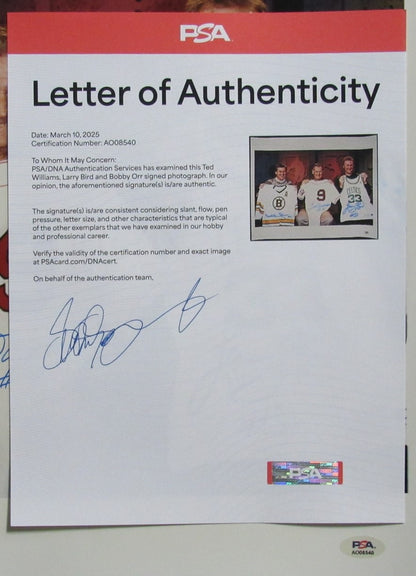 PSA
Letter of Authenticity
Date: March 10, 2025
Certification Number: AO08540
To Whom It May Concern:
PSA/DNA Authentication Services has examined this Ted
Williams, Larry Bird and Bobby Orr signed photograph. In our
opinion, the aforementioned signature(s) is/are authentic.
The signature(s) is/are consistent considering slant, flow, pen
pressure, letter size, and other characteristics that are typical
of the other exemplars that we have examined in our hobby
and professional career.
Verify the validity of the certification number and exact image
at PSAcard.com/DNAcert.
On behalf of the authentication team,
B
9
CELTICS
33
PSA
PSA
AO08540